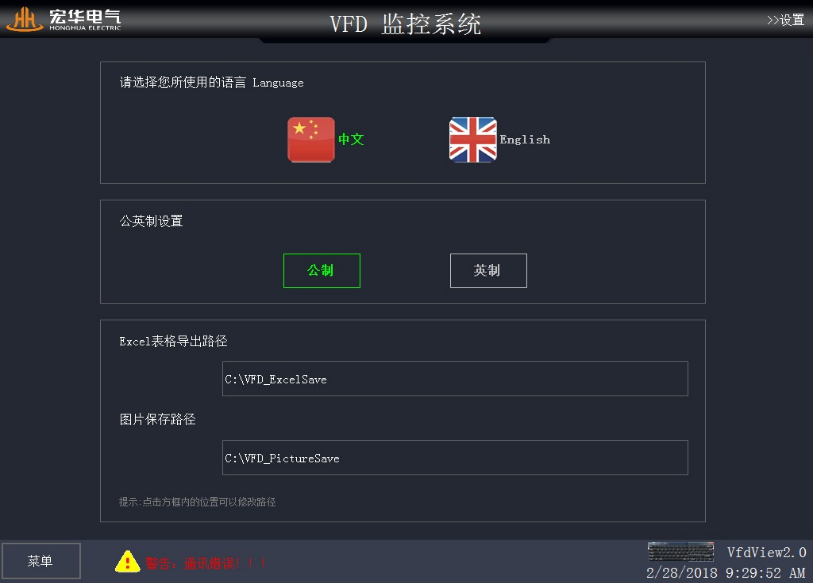 宏华电气
HONGHUA ELECTRIC
VFD 监控系统
>>设置
请选择您所使用的语言 Language
中文
English
公英制设置
公制
英制
Excel表格导出路径
C:\VFD_ExcelSave
图片保存路径
C:\VFD_PictureSave
提示:点击方框内的位置可以修改路径
菜单
警告：通讯错误！！！
VfdView2.0
2/28/2018 9:29:52 AM